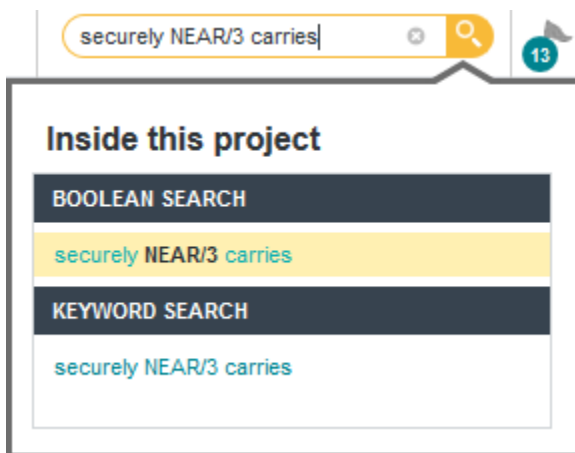 securely NEAR/3 carries
13
Inside this project
BOOLEAN SEARCH
securely NEAR/3 carries
KEYWORD SEARCH
securely NEAR/3 carries